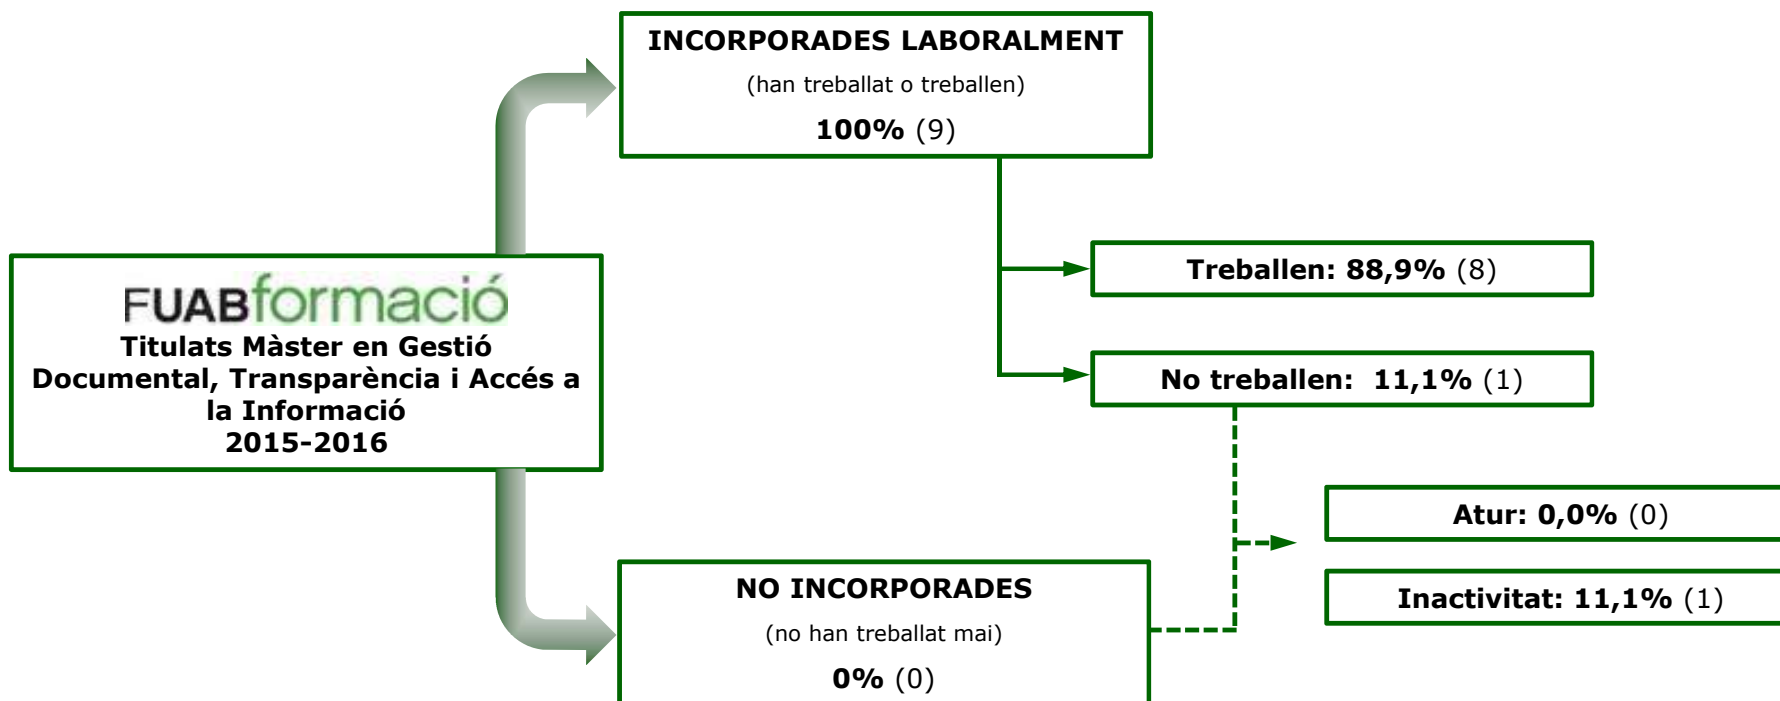 INCORPORADES LABORALMENT
(han treballat o treballen)
100% (9)
Treballen: 88,9% (8)
FUABformació
Titulats Màster en Gestió
Documental, Transparència i Accés a
la Informació
2015-2016
No treballen: 11,1% (1)
Atur: 0,0% (0)
Inactivitat: 11,1% (1)
NO INCORPORADES
(no han treballat mai)
0% (0)